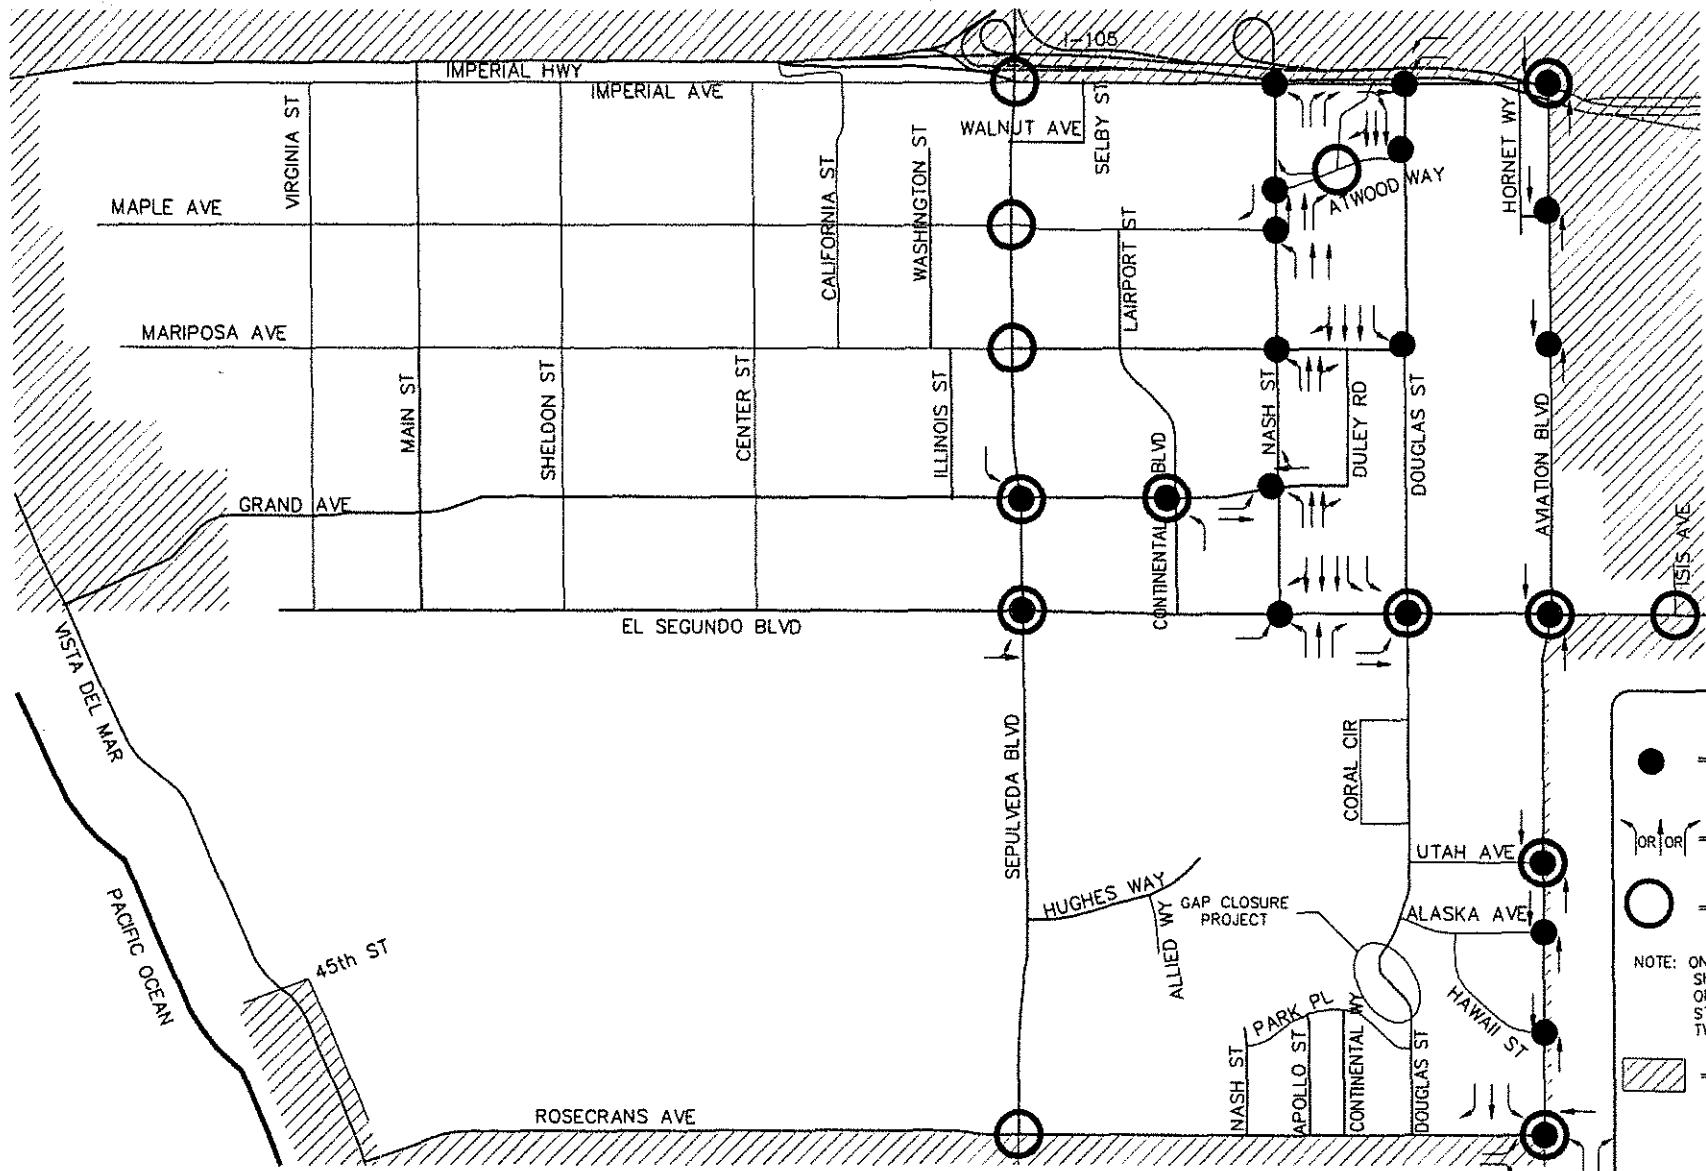 I-105
IMPERIAL HWY
IMPERIAL AVE
VIRGINIA ST
WALNUT AVE
SELBY ST
HORNET WY
CALIFORNIA ST
WASHINGTON ST
ATWOOD WAY
MAPLE AVE
LAIRPORT ST
MARIPOSA AVE
MAIN ST
SHELDON ST
CENTER ST
ILLINOIS ST
NASH ST
DULEY RD
DOUGLAS ST
AVIATION BLVD
GRAND AVE
CONTINENTAL BLVD
ISIS AVE
EL SEGUNDO BLVD
VISTA DEL MAR
SEPULVEDA BLVD
CORAL CIR
OR OR
UTAH AVE
HUGHES WAY
ALLIED WY
GAP CLOSURE
PROJECT
ALASKA AVE
PACIFIC OCEAN
45th ST
NOTE:
HAWAII ST
PARK PL
NASH ST
APOLLO ST
CONTINENTAL WY
DOUGLAS ST
ROSECRANS AVE